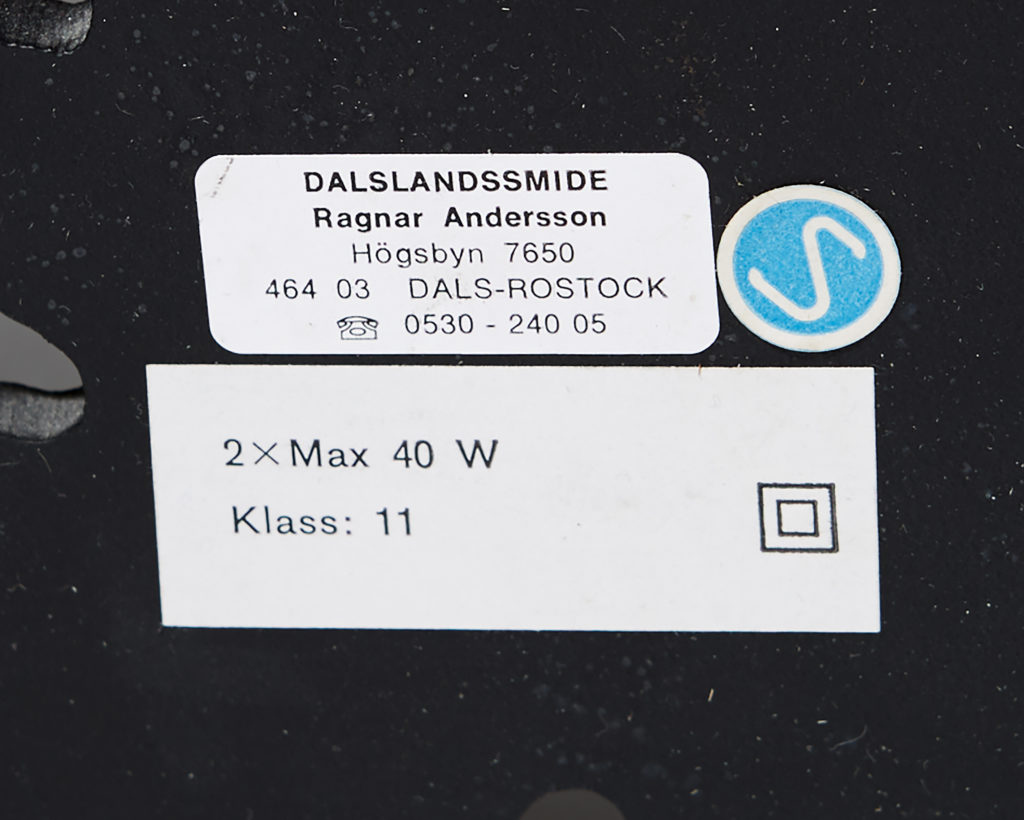 DALSLANDSSMIDE
Ragnar Andersson
Högsbyn 7650
464 03 DALS-ROSTOCK
☏ 0530 - 240 05
S
2×Max 40 W
Klass: 11